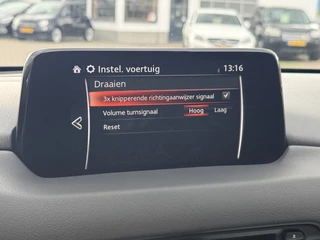 Instel. voertuig 13:16
Draaien
3x knipperende richtingaanwijzer signaal
Volume turnsignaal Hoog Laag
Reset